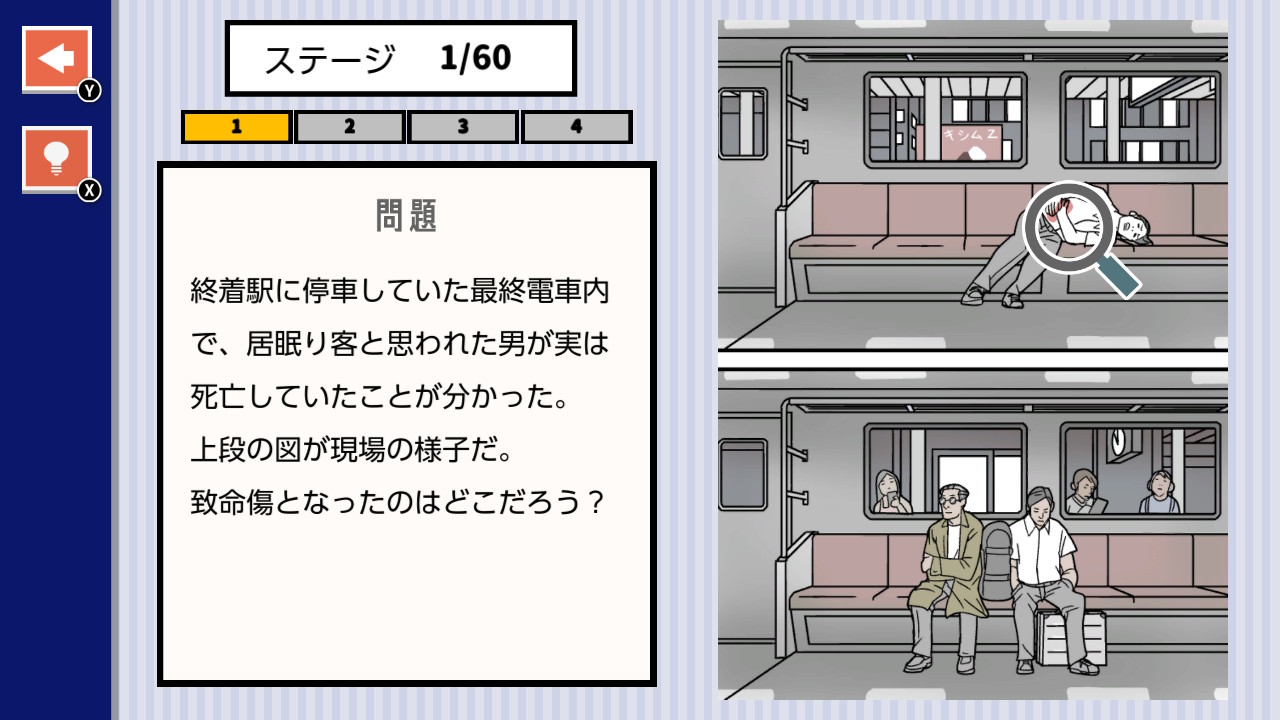 ステージ 1/60
Y
1 2 3 4
X
問題
終着駅に停車していた最終電車内
で、居眠り客と思われた男が実は
死亡していたことが分かった。
上段の図が現場の様子だ。
致命傷となったのはどこだろう？
キシムZ